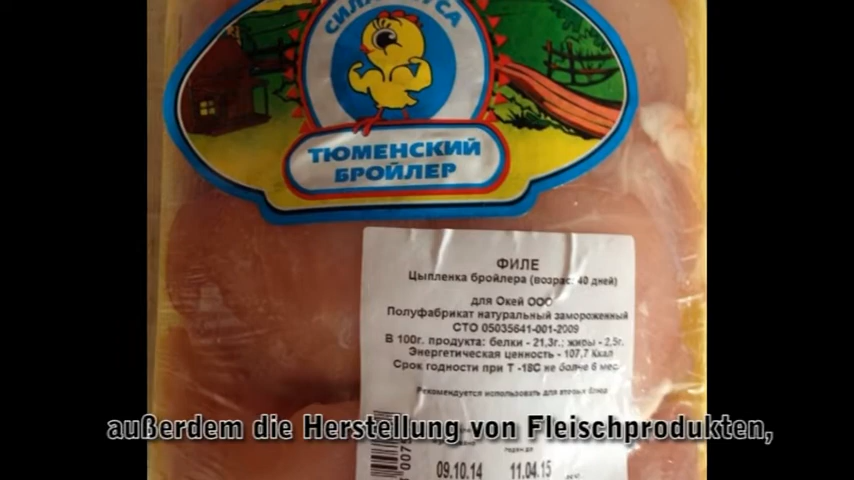 ТЮМЕНСКИЙ
БРОЙЛЕР
ФИЛЕ
Цыпленка бройлера (возраст 40 дней)
для Окей ООО
Полуфабрикат натуральный замороженный
СТО 05035641-001-2009
В 100г. продукта: белки - 21,3г.; жиры - 2,5г.
Энергетическая ценность - 107,7 Ккал
Срок годности при Т -18С не более 6 мес
Рекомендуется использовать для вторых блюд
außerdem die Herstellung von Fleischprodukten,
09.10.14 11.04.15